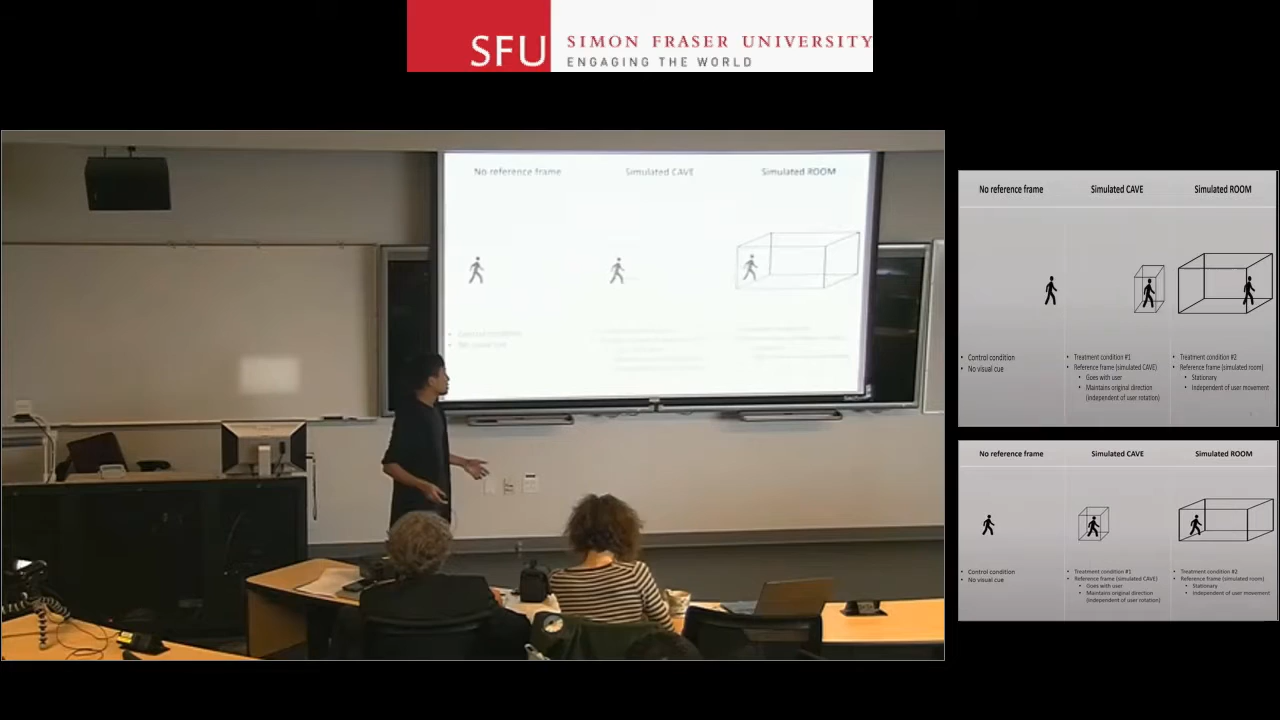 SFU
SIMON FRASER UNIVERSITY
ENGAGING THE WORLD
No reference frame
Simulated CAVE
Simulated ROOM
No reference frame
Simulated CAVE
Simulated ROOM
• Control condition
• No visual cue
• Treatment condition #1
• Reference frame (simulated CAVE)
• Goes with user
• Maintains original direction
(independent of user rotation)
• Treatment condition #2
• Reference frame (simulated room)
• Stationary
• Independent of user movement
No reference frame
Simulated CAVE
Simulated ROOM
• Control condition
• No visual cue
• Treatment condition #1
• Reference frame (simulated CAVE)
• Goes with user
• Maintains original direction
(independent of user rotation)
• Treatment condition #2
• Reference frame (simulated room)
• Stationary
• Independent of user movement